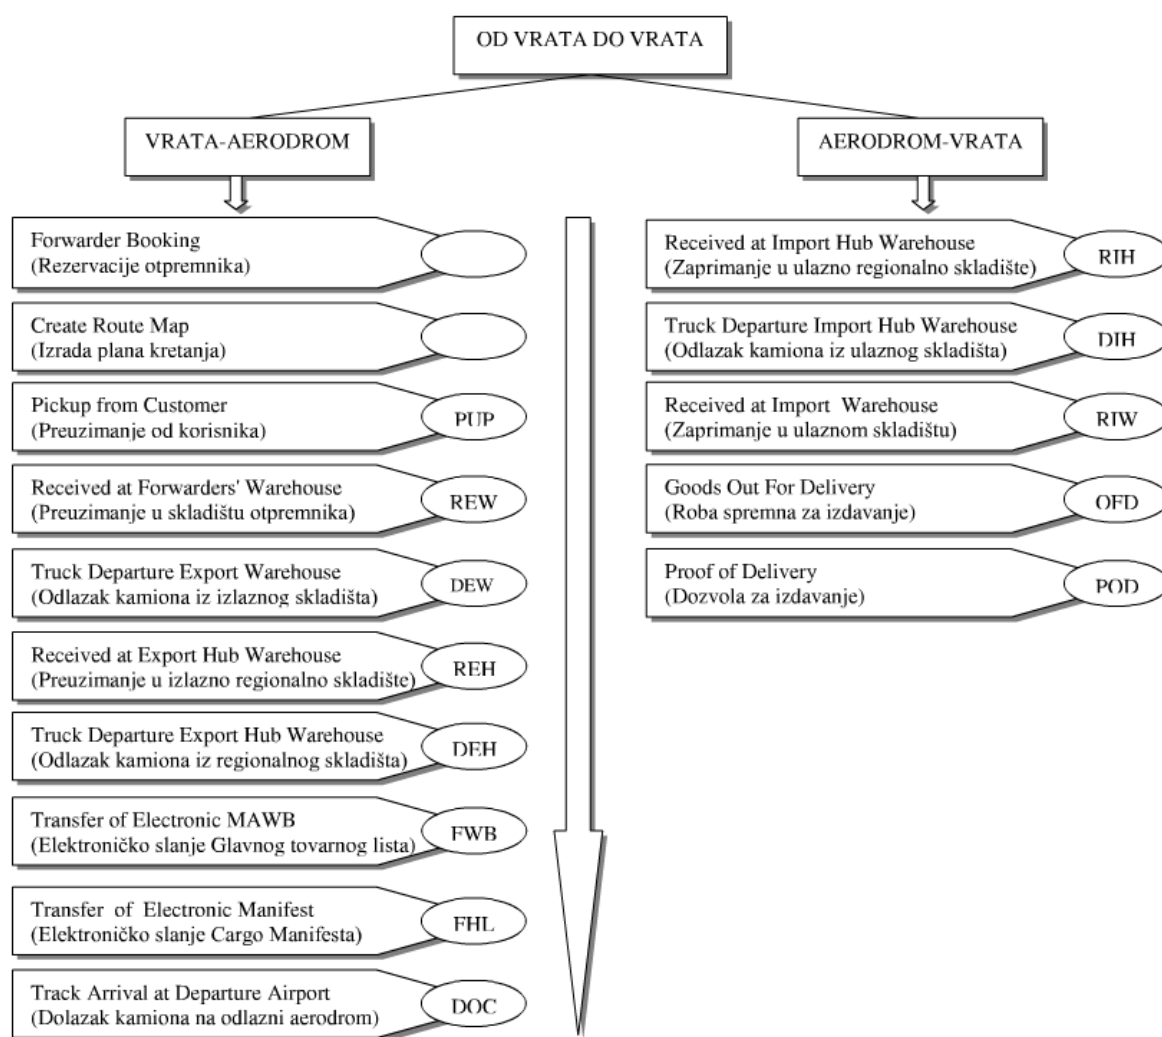 OD VRATA DO VRATA
VRATA-AERODROM
Forwarder Booking
(Rezervacije otpremnika)
Create Route Map
(Izrada plana kretanja)
Pickup from Customer
(Preuzimanje od korisnika)
PUP
Received at Forwarders' Warehouse
(Preuzimanje u skladištu otpremnika)
REW
Truck Departure Export Warehouse
(Odlazak kamiona iz izlaznog skladišta)
DEW
Received at Export Hub Warehouse
(Preuzimanje u izlazno regionalno skladište)
REH
Truck Departure Export Hub Warehouse
(Odlazak kamiona iz regionalnog skladišta)
DEH
Transfer of Electronic MAWB
(Elektroničko slanje Glavnog tovarnog lista)
FWB
Transfer of Electronic Manifest
(Elektroničko slanje Cargo Manifesta)
FHL
Track Arrival at Departure Airport
(Dolazak kamiona na odlazni aerodrom)
DOC
AERODROM-VRATA
Received at Import Hub Warehouse
(Zaprimanje u ulazno regionalno skladište)
RIH
Truck Departure Import Hub Warehouse
(Odlazak kamiona iz ulaznog skladišta)
DIH
Received at Import Warehouse
(Zaprimanje u ulaznom skladištu)
RIW
Goods Out For Delivery
(Roba spremna za izdavanje)
OFD
Proof of Delivery
(Dozvola za izdavanje)
POD